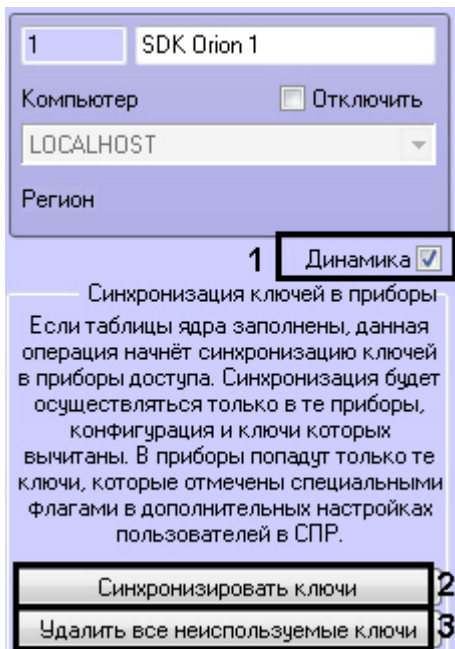 1 SDK Orion 1
Компьютер Отключить
LOCALHOST
Регион
1 Динамика
Синхронизация ключей в приборы
Если таблицы ядра заполнены, данная
операция начнёт синхронизацию ключей
в приборы доступа. Синхронизация будет
осуществляться только в те приборы,
конфигурация и ключи которых
вычитаны. В приборы попадут только те
ключи, которые отмечены специальными
флагами в дополнительных настройках
пользователей в СПР.
Синхронизировать ключи 2
Удалить все неиспользуемые ключи 3